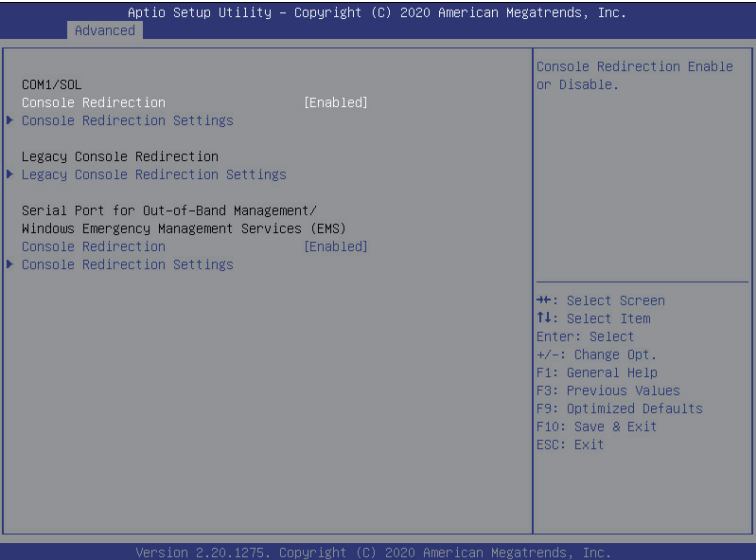 Aptio Setup Utility – Copyright (C) 2020 American Megatrends, Inc.
Advanced
COM1/SOL
Console Redirection [Enabled]
Console Redirection Settings
Legacy Console Redirection
Legacy Console Redirection Settings
Serial Port for Out-of-Band Management/
Windows Emergency Management Services (EMS)
Console Redirection [Enabled]
Console Redirection Settings
Console Redirection Enable
or Disable.
→←: Select Screen
↑↓: Select Item
Enter: Select
+/-: Change Opt.
F1: General Help
F3: Previous Values
F9: Optimized Defaults
F10: Save & Exit
ESC: Exit
Version 2.20.1275. Copyright (C) 2020 American Megatrends, Inc.